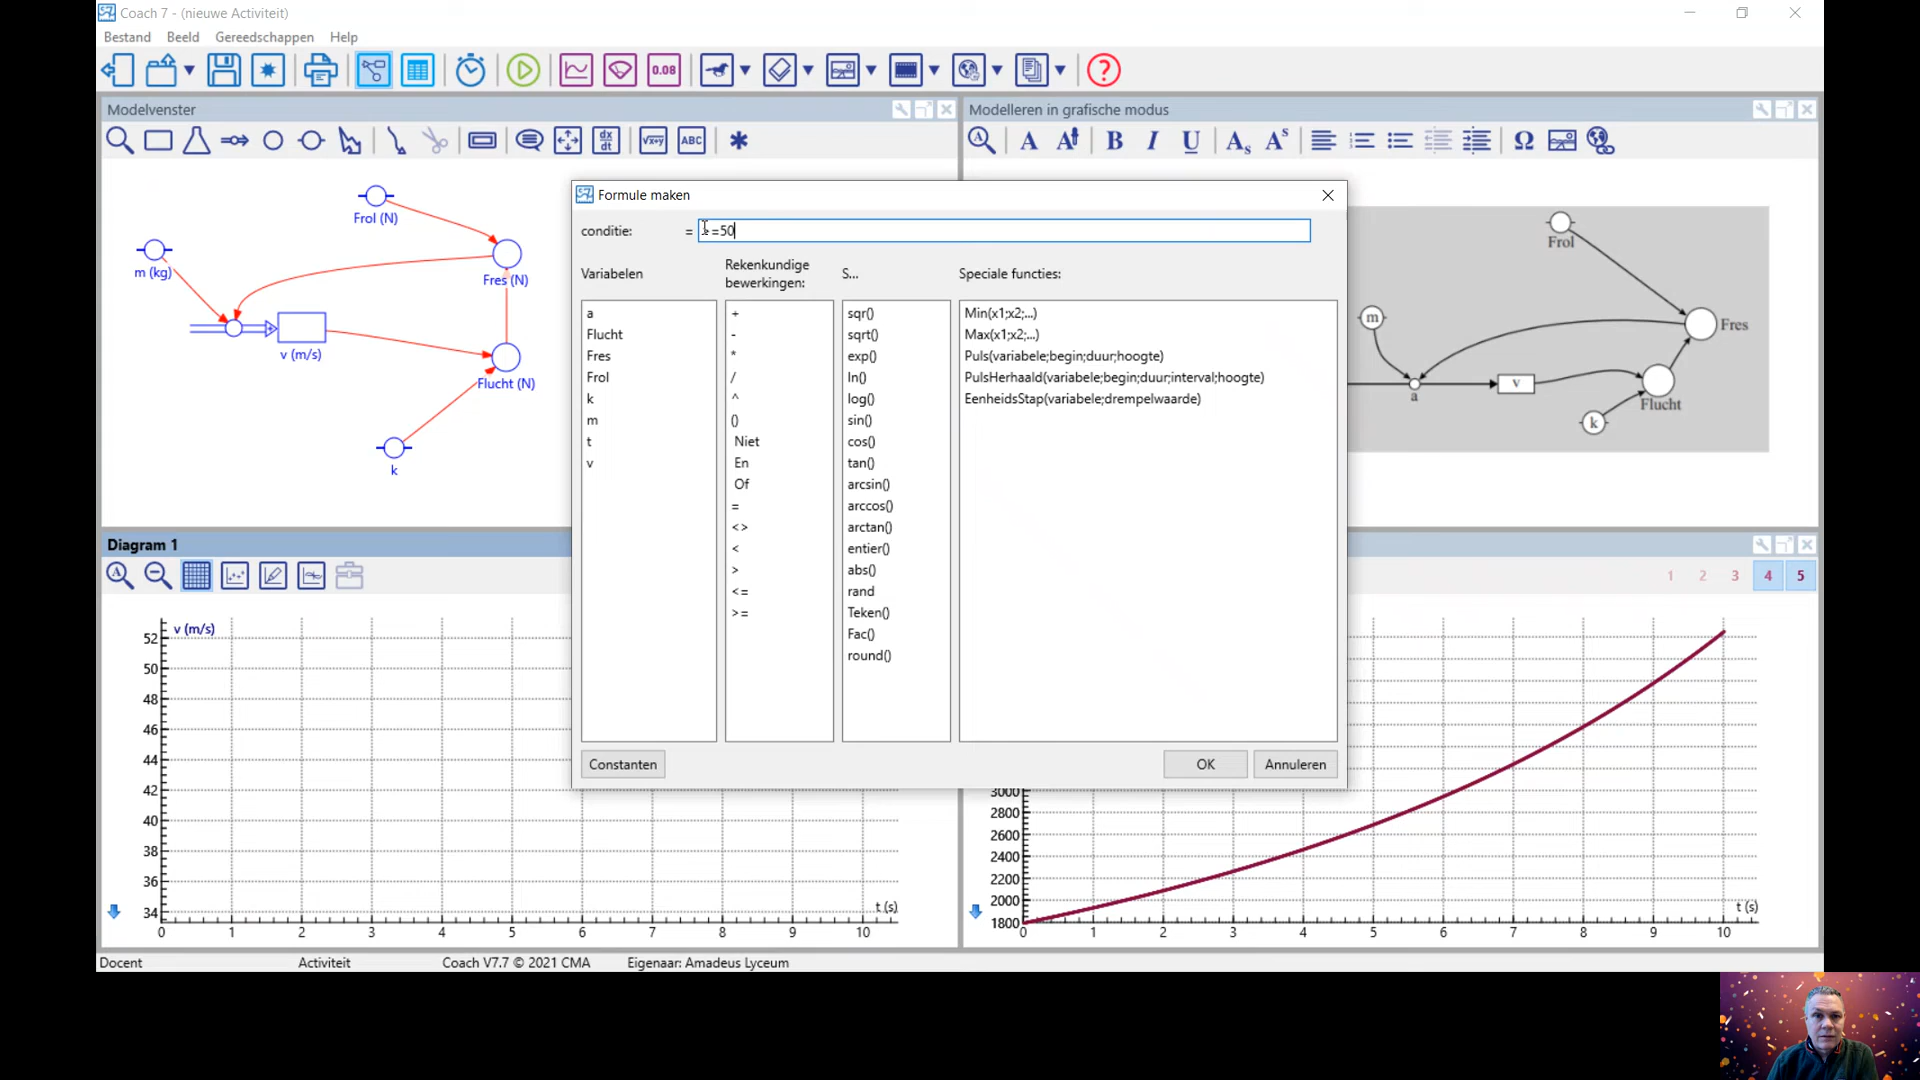 Coach 7 - (nieuwe Activiteit)
Bestand Beeld Gereedschappen Help
0.08
Modelvenster
Modelleren in grafische modus
dx
dt
√x+y
ABC
A A B I U As As Ω
Formule maken
conditie: = =50
Frol (N)
m (kg)
Fres (N)
v (m/s)
Flucht (N)
k
Variabelen
a
Flucht
Fres
Frol
k
m
t
v
Rekenkundige
bewerkingen:
+
-
*
/
^
()
Niet
En
Of
=
<>
<
>
<=
>=
S...
sqr()
sqrt()
exp()
ln()
log()
sin()
cos()
tan()
arcsin()
arccos()
arctan()
entier()
abs()
rand
Teken()
Fac()
round()
Speciale functies:
Min(x1;x2;...)
Max(x1;x2;...)
Puls(variabele;begin;duur;hoogte)
PulsHerhaald(variabele;begin;duur;interval;hoogte)
EenheidsStap(variabele;drempelwaarde)
Constanten
OK
Annuleren
Frol
m
Fres
v
a
Flucht
k
Diagram 1
1 2 3 4 5
v (m/s)
52
50
48
46
44
42
40
38
36
34
t (s)
0 1 2 3 4 5 6 7 8 9 10
3000
2800
2600
2400
2200
2000
1800
t (s)
0 1 2 3 4 5 6 7 8 9 10
Docent Activiteit Coach V7.7 © 2021 CMA Eigenaar: Amadeus Lyceum